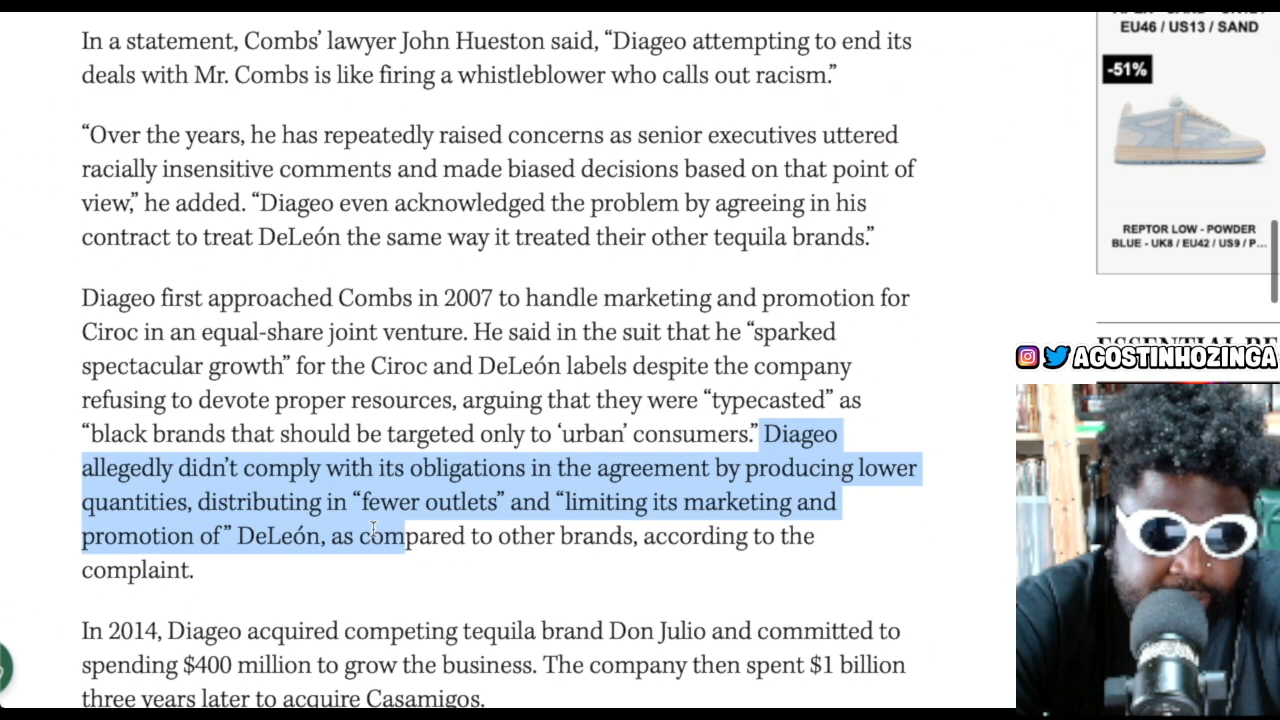 In a statement, Combs’ lawyer John Hueston said, “Diageo attempting to end its
deals with Mr. Combs is like firing a whistleblower who calls out racism.”
“Over the years, he has repeatedly raised concerns as senior executives uttered
racially insensitive comments and made biased decisions based on that point of
view,” he added. “Diageo even acknowledged the problem by agreeing in his
contract to treat DeLeón the same way it treated their other tequila brands.”
Diageo first approached Combs in 2007 to handle marketing and promotion for
Ciroc in an equal-share joint venture. He said in the suit that he “sparked
spectacular growth” for the Ciroc and DeLeón labels despite the company
refusing to devote proper resources, arguing that they were “typecasted” as
“black brands that should be targeted only to ‘urban’ consumers.” Diageo
allegedly didn’t comply with its obligations in the agreement by producing lower
quantities, distributing in “fewer outlets” and “limiting its marketing and
promotion of” DeLeón, as compared to other brands, according to the
complaint.
In 2014, Diageo acquired competing tequila brand Don Julio and committed to
spending $400 million to grow the business. The company then spent $1 billion
three years later to acquire Casamigos.
EU46 / US13 / SAND
-51%
REPTOR LOW - POWDER
BLUE - UK8 / EU42 / US9 / P...
AGOSTINHOZINGA